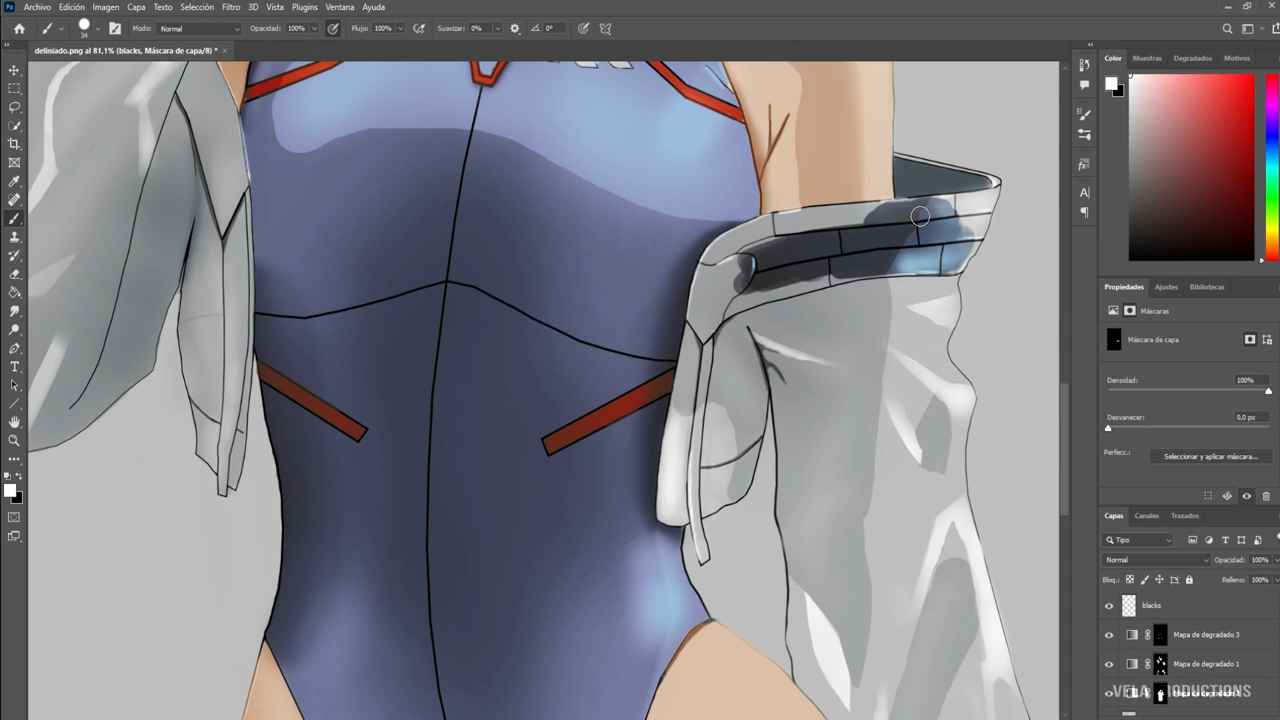 Ps Archivo Edición Imagen Capa Texto Selección Filtro 3D Vista Plugins Ventana Ayuda
34 Modo: Normal Opacidad: 100% Flujo: 100% Suavizar: 0% 0°
deliniado.png al 81,1% (blacks, Máscara de capa/8) * ×
Color Muestras Degradados Motivos
Propiedades Ajustes Bibliotecas
Máscaras
Máscara de capa
Densidad: 100%
Desvanecer: 0,0 px
Perfecc.: Seleccionar y aplicar máscara...
Capas Canales Trazados
Tipo
Normal Opacidad: 100%
Bloq.: Relleno: 100%
blacks
Mapa de degradado 3
Mapa de degradado 1
VELA PRODUCTIONS